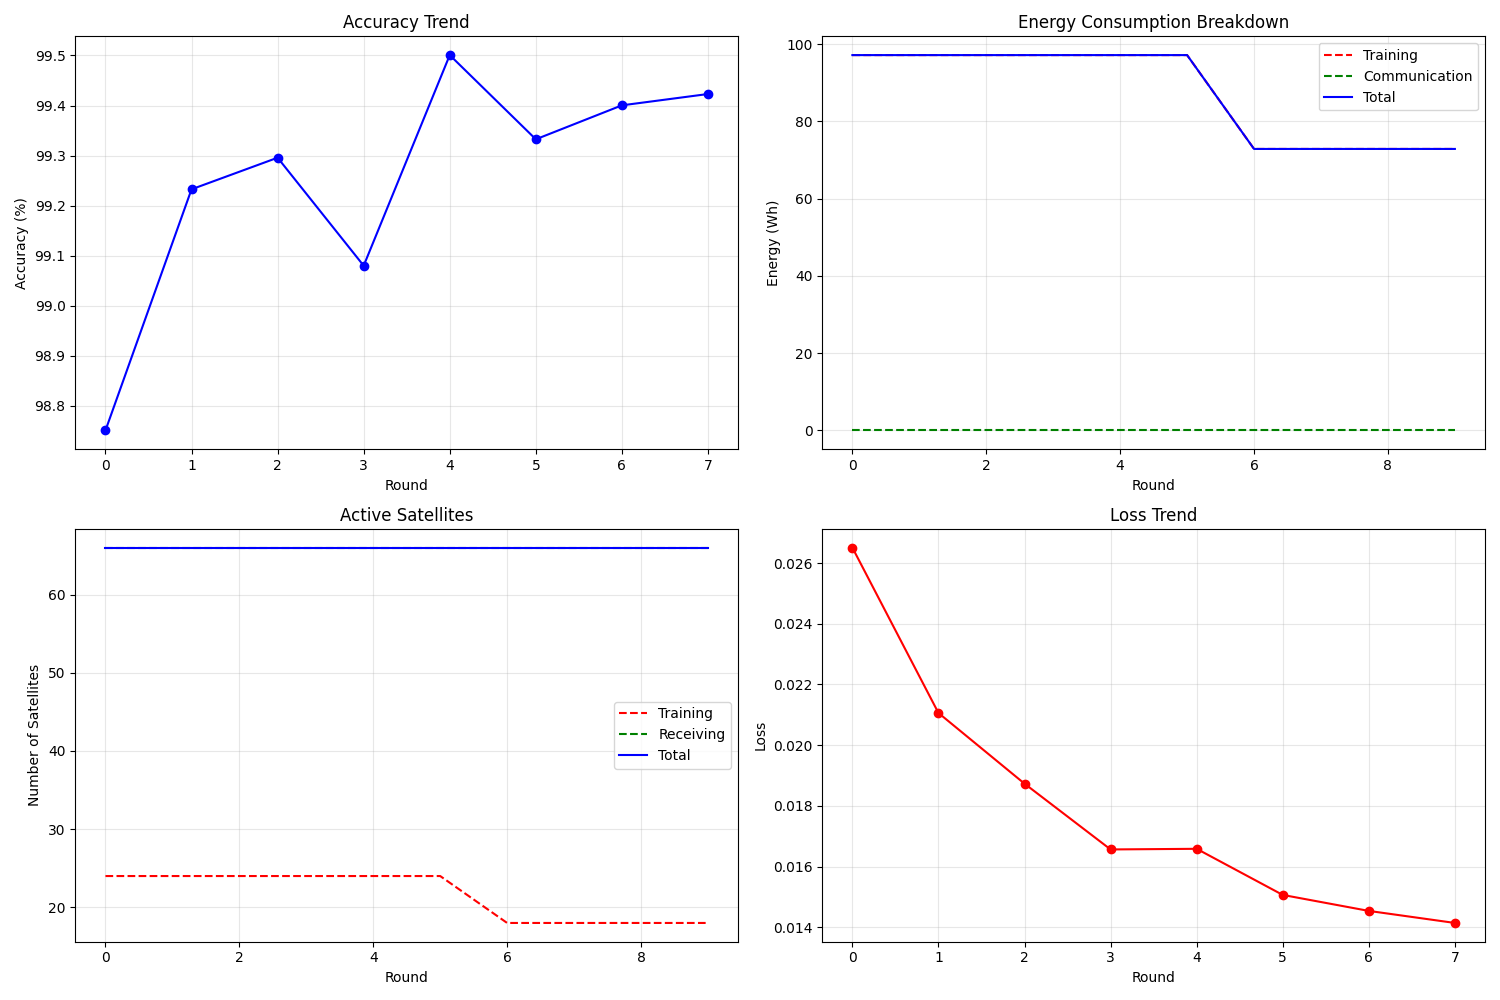 Accuracy Trend
Accuracy (%)
99.5
99.4
99.3
99.2
99.1
99.0
98.9
98.8
0 1 2 3 4 5 6 7
Round
Energy Consumption Breakdown
Energy (Wh)
100
80
60
40
20
0
Training
Communication
Total
0 2 4 6 8
Round
Active Satellites
Number of Satellites
60
50
40
30
20
Training
Receiving
Total
0 2 4 6 8
Round
Loss Trend
Loss
0.026
0.024
0.022
0.020
0.018
0.016
0.014
0 1 2 3 4 5 6 7
Round